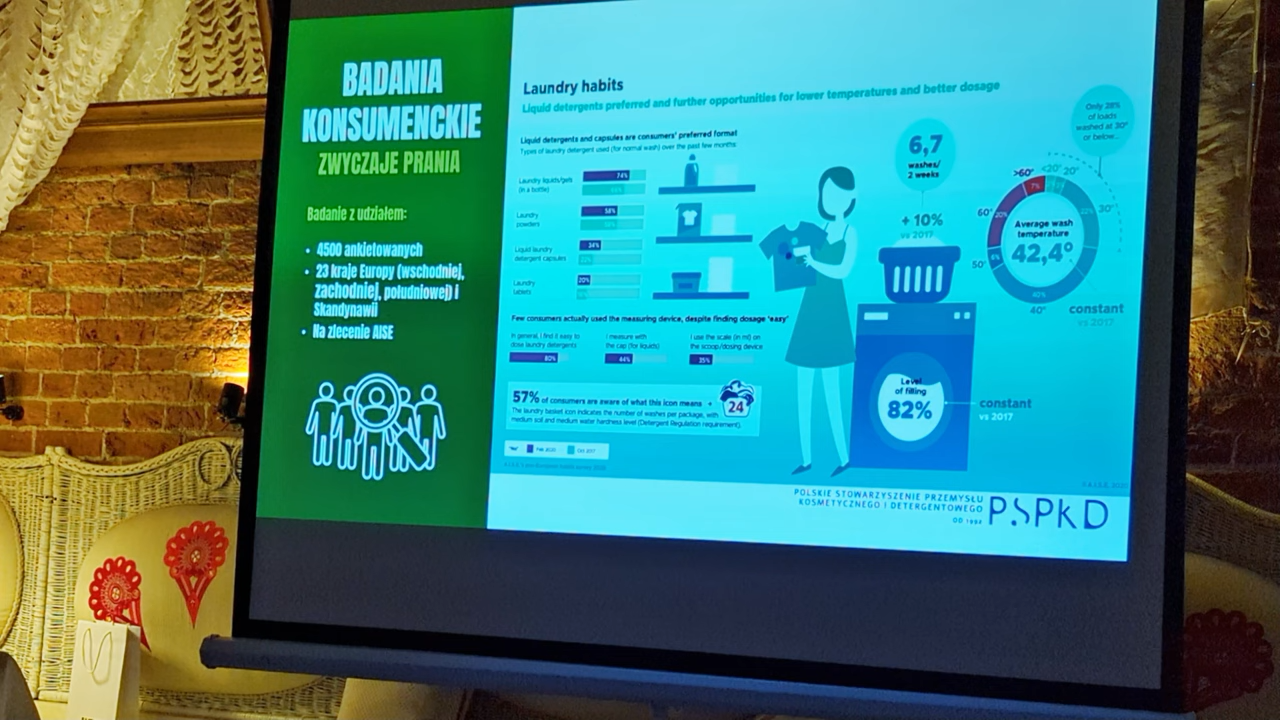 BADANIA
KONSUMENCKIE
ZWYCZAJE PRANIA
Badanie z udziałem:
• 4500 ankietowanych
• 23 kraje Europy (wschodniej,
zachodniej, południowej) i
Skandynawii
• Na zlecenie AISE
Laundry habits
Liquid detergents preferred and further opportunities for lower temperatures and better dosage
Liquid detergents and capsules are consumers' preferred format
Types of laundry detergent used (for normal wash) over the past few months:
Laundry liquids/gels
(in a bottle)
74%
Laundry
powders
58%
Liquid laundry
detergent capsules
34%
Laundry
tablets
20%
Few consumers actually used the measuring device, despite finding dosage 'easy'
In general, I find it easy to
dose laundry detergents
80%
I measure with
the cap (for liquids)
44%
I use the scale (in ml) on
the scoop/dosing device
35%
57% of consumers are aware of what this icon means
24
The laundry basket icon indicates the number of washes per package, with
medium soil and medium water hardness level (Detergent Regulation requirement).
Feb 2020
Oct 2017
6,7
washes/
2 weeks
+ 10%
vs 2017
Level
of filling
82%
constant
vs 2017
Only 28%
of loads
washed at 30°
or below...
>60°
<20°
20°
7%
60°
20%
30°
50°
40°
Average wash
temperature
42,4°
constant
vs 2017
POLSKIE STOWARZYSZENIE PRZEMYSŁU
KOSMETYCZNEGO I DETERGENTOWEGO
OD 1992
PSPKD